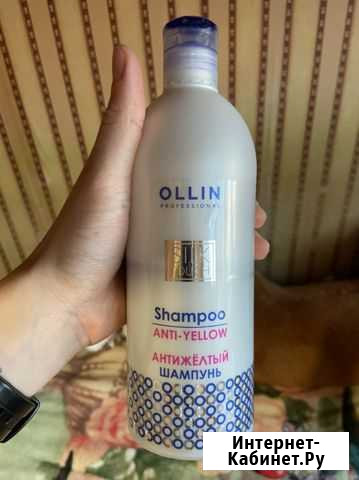 OLLIN
PROFESSIONAL
Shampoo
ANTI-YELLOW
АНТИЖЁЛТЫЙ
ШАМПУНЬ
Интернет-
Кабинет.Ру